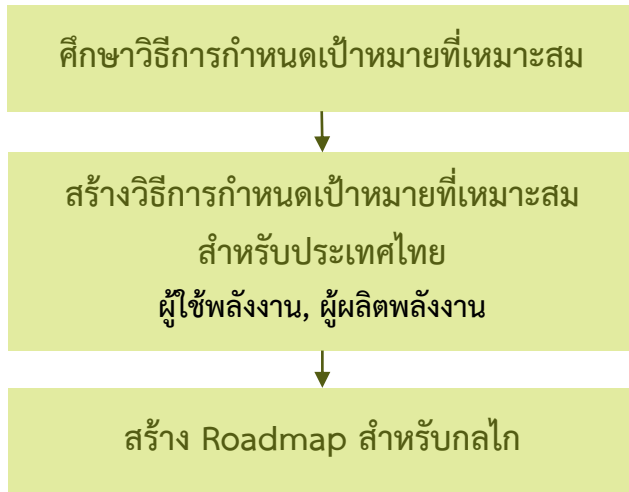 ศึกษาวิธีการกำหนดเป้าหมายที่เหมาะสม
สร้างวิธีการกำหนดเป้าหมายที่เหมาะสม
สำหรับประเทศไทย
ผู้ใช้พลังงาน, ผู้ผลิตพลังงาน
สร้าง Roadmap สำหรับกลไก